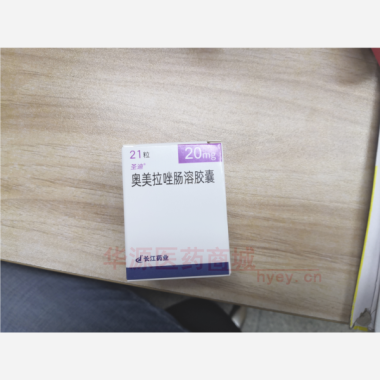 21粒
20mg
奥美拉唑肠溶胶囊
长江药业
华源医药商城
hyey.cn